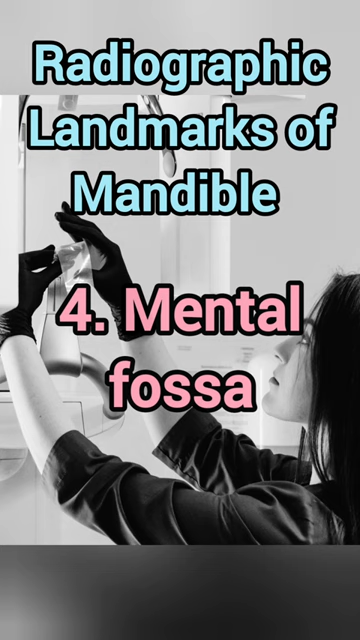 Radiographic
Landmarks of
Mandible
4. Mental
fossa